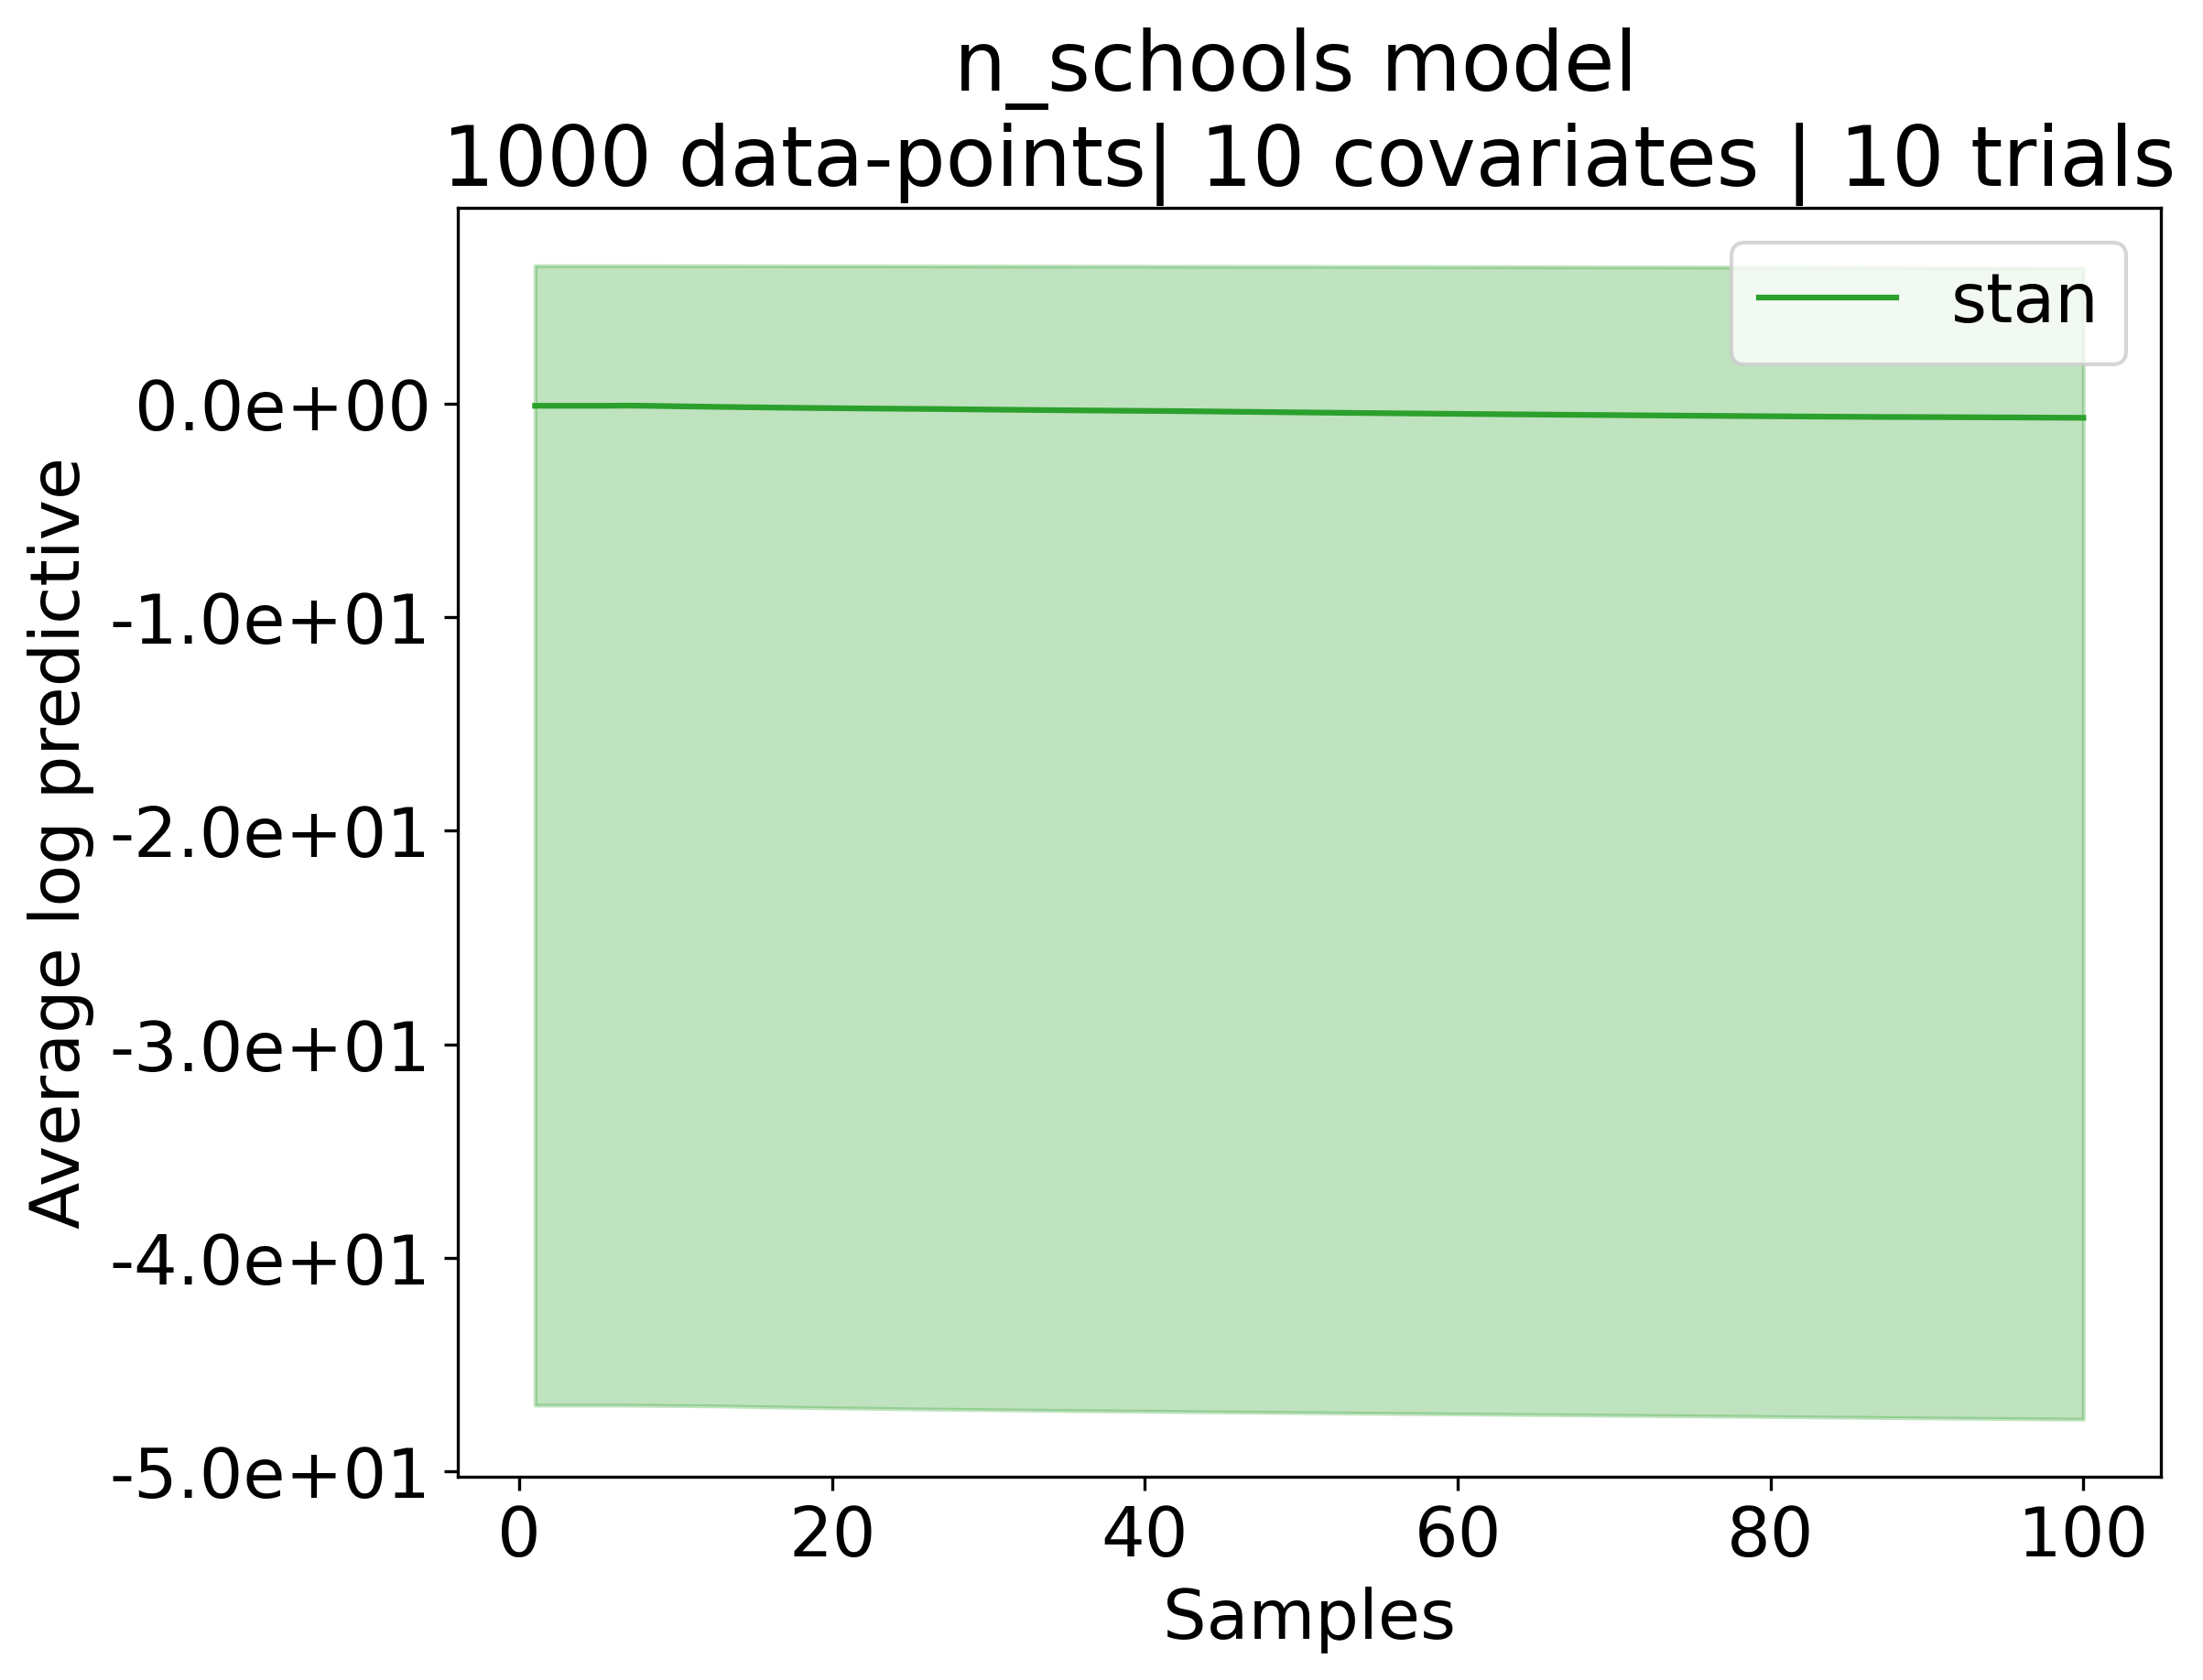 n_schools model
1000 data-points| 10 covariates | 10 trials
stan
Average log predictive
0.0e+00
-1.0e+01
-2.0e+01
-3.0e+01
-4.0e+01
-5.0e+01
0 20 40 60 80 100
Samples